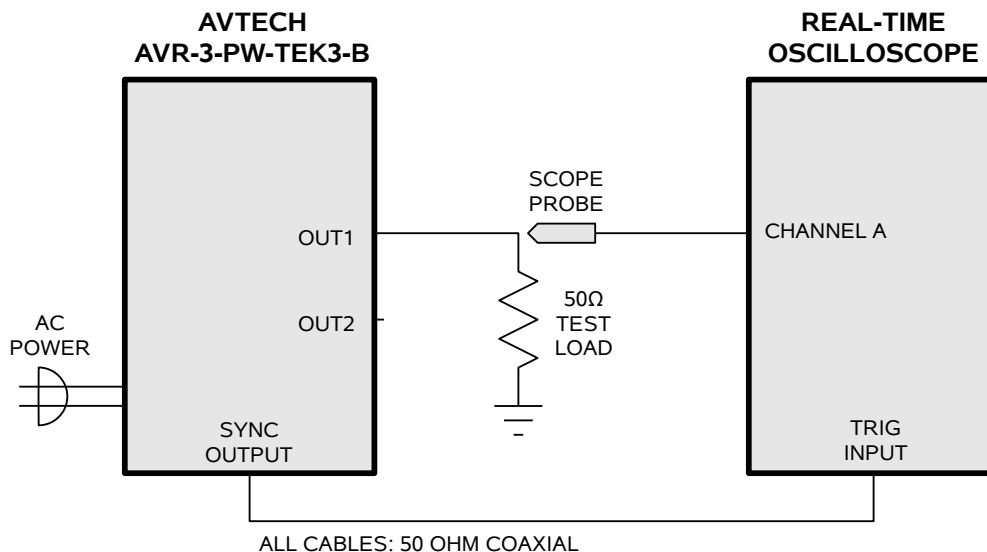 AVTECH
AVR-3-PW-TEK3-B
REAL-TIME
OSCILLOSCOPE
SCOPE
PROBE
OUT1
CHANNEL A
50Ω
TEST
LOAD
OUT2
AC
POWER
SYNC
OUTPUT
TRIG
INPUT
ALL CABLES: 50 OHM COAXIAL